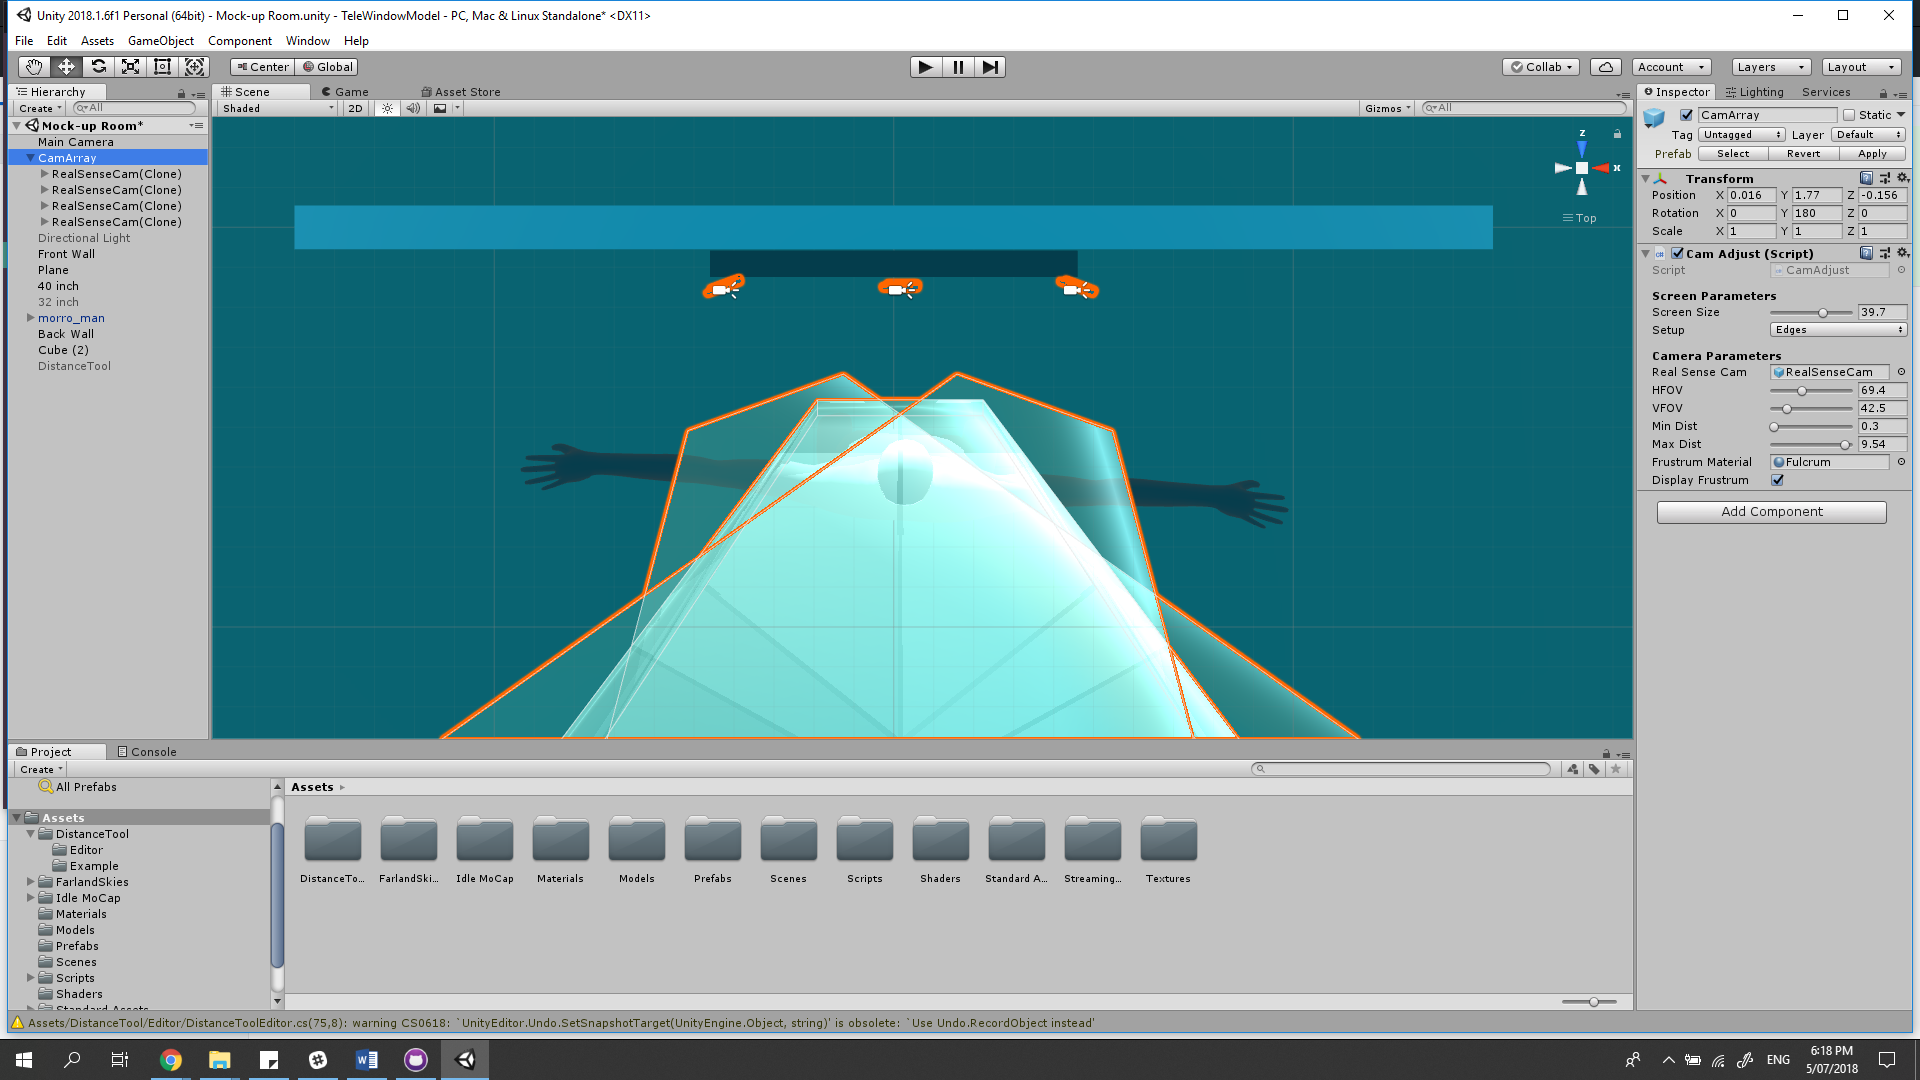 Unity 2018.1.6f1 Personal (64bit) - Mock-up Room.unity - TeleWindowModel - PC, Mac & Linux Standalone* <DX11>
File Edit Assets GameObject Component Window Help
Center Global Collab Account Layers Layout
Hierarchy
Create All
Mock-up Room*
Main Camera
CamArray
RealSenseCam(Clone)
RealSenseCam(Clone)
RealSenseCam(Clone)
RealSenseCam(Clone)
Directional Light
Front Wall
Plane
40 inch
32 inch
morro_man
Back Wall
Cube (2)
DistanceTool
Scene Game Asset Store
Shaded 2D Gizmos All
z
x
Top
Inspector Lighting Services
CamArray Static
Tag Untagged Layer Default
Prefab Select Revert Apply
Transform
Position X 0.016 Y 1.77 Z -0.156
Rotation X 0 Y 180 Z 0
Scale X 1 Y 1 Z 1
Cam Adjust (Script)
Script CamAdjust
Screen Parameters
Screen Size 39.7
Setup Edges
Camera Parameters
Real Sense Cam RealSenseCam
HFOV 69.4
VFOV 42.5
Min Dist 0.3
Max Dist 9.54
Frustrum Material Fulcrum
Display Frustrum
Add Component
Project Console
Create
All Prefabs
Assets
DistanceTool
Editor
Example
FarlandSkies
Idle MoCap
Materials
Models
Prefabs
Scenes
Scripts
Shaders
Standard Assets
Assets
DistanceTo... FarlandSki... Idle MoCap Materials Models Prefabs Scenes Scripts Shaders Standard A... Streaming... Textures
Assets/DistanceTool/Editor/DistanceToolEditor.cs(75,8): warning CS0618: `UnityEditor.Undo.SetSnapshotTarget(UnityEngine.Object, string)' is obsolete: `Use Undo.RecordObject instead'
ENG
6:18 PM
5/07/2018